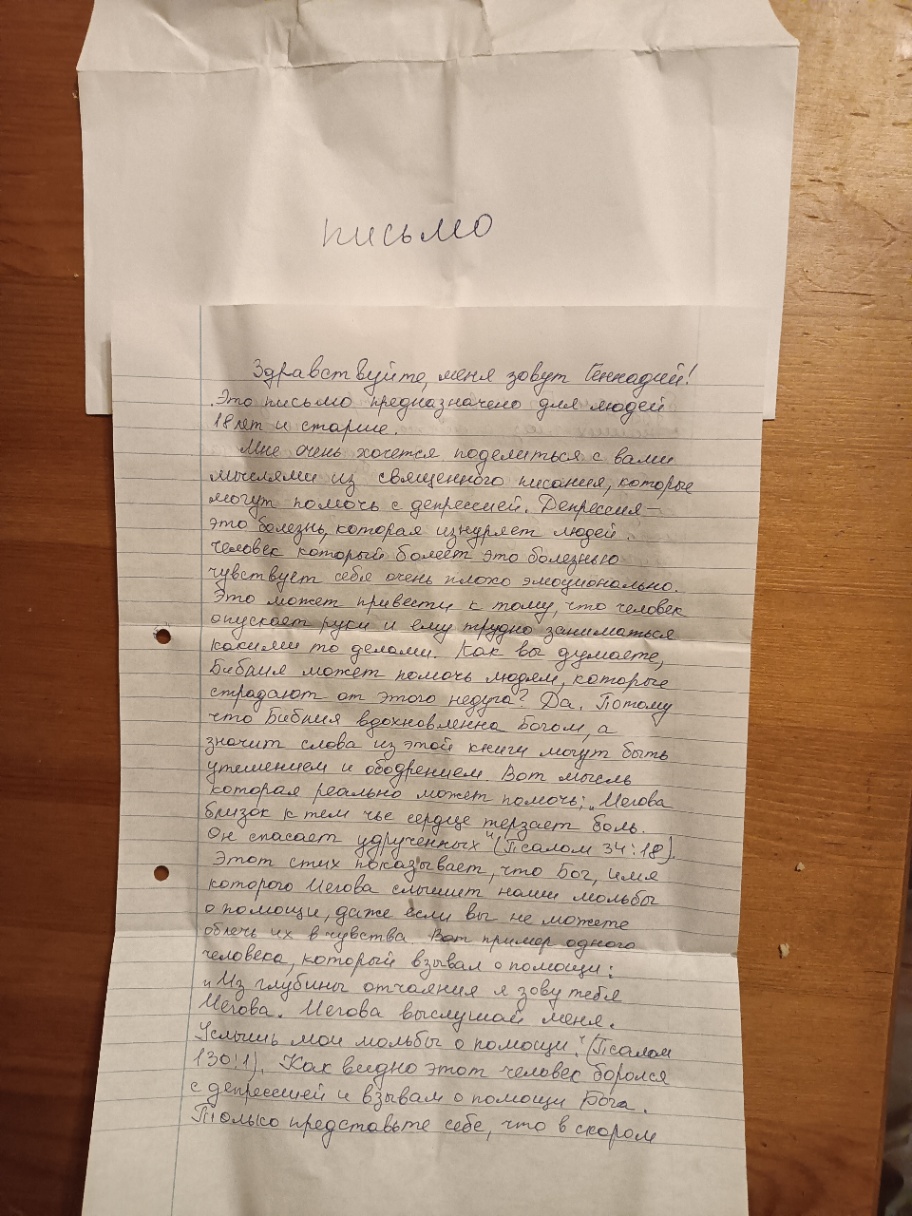 письмо
Здравствуйте, меня зовут Геннадий!
Это письмо предназначено для людей
18 лет и старше.
Мне очень хочется поделиться с вами
мыслями из священного писания, которые
могут помочь с депрессией. Депрессия -
это болезнь, которая изнуряет людей.
Человек который болеет это болезнью
чувствует себя очень плохо эмоционально.
Это может привести к тому, что человек
опускает руки и ему трудно заниматься
какими то делами. Как вы думаете,
Библия может помочь людям, которые
страдают от этого недуга? Да. Потому
что Библия вдохновленна Богом, а
значит слова из этой книги могут быть
утешением и ободрением. Вот мысль
которая реально может помочь: „Иегова
близок к тем чье сердце терзает боль.
Он спасает удрученных" (Псалом 34:18).
Этот стих показывает, что Бог, имя
которого Иегова слышит наши мольбы
о помощи, даже если вы не можете
облечь их в чувства. Вот пример одного
человека, который взывал о помощи:
„Из глубины отчаяния я зову тебя
Иегова. Иегова выслушай меня.
Услышь мои мольбы о помощи." (Псалом
130:1). Как видно этот человек боролся
с депрессией и взывал о помощи Бога.
Только представьте себе, что в скором